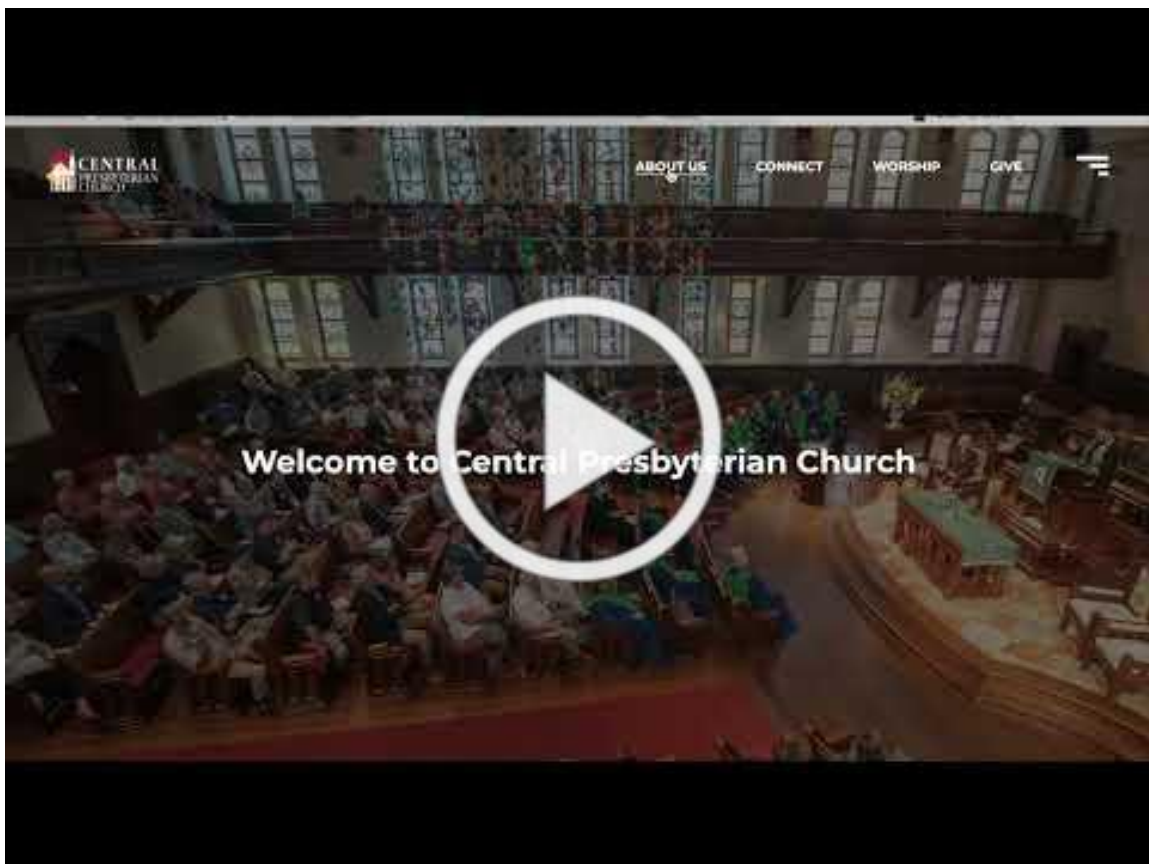 CENTRAL
PRESBYTERIAN
CHURCH
ABOUT US
CONNECT
WORSHIP
GIVE
Welcome to Central Presbyterian Church